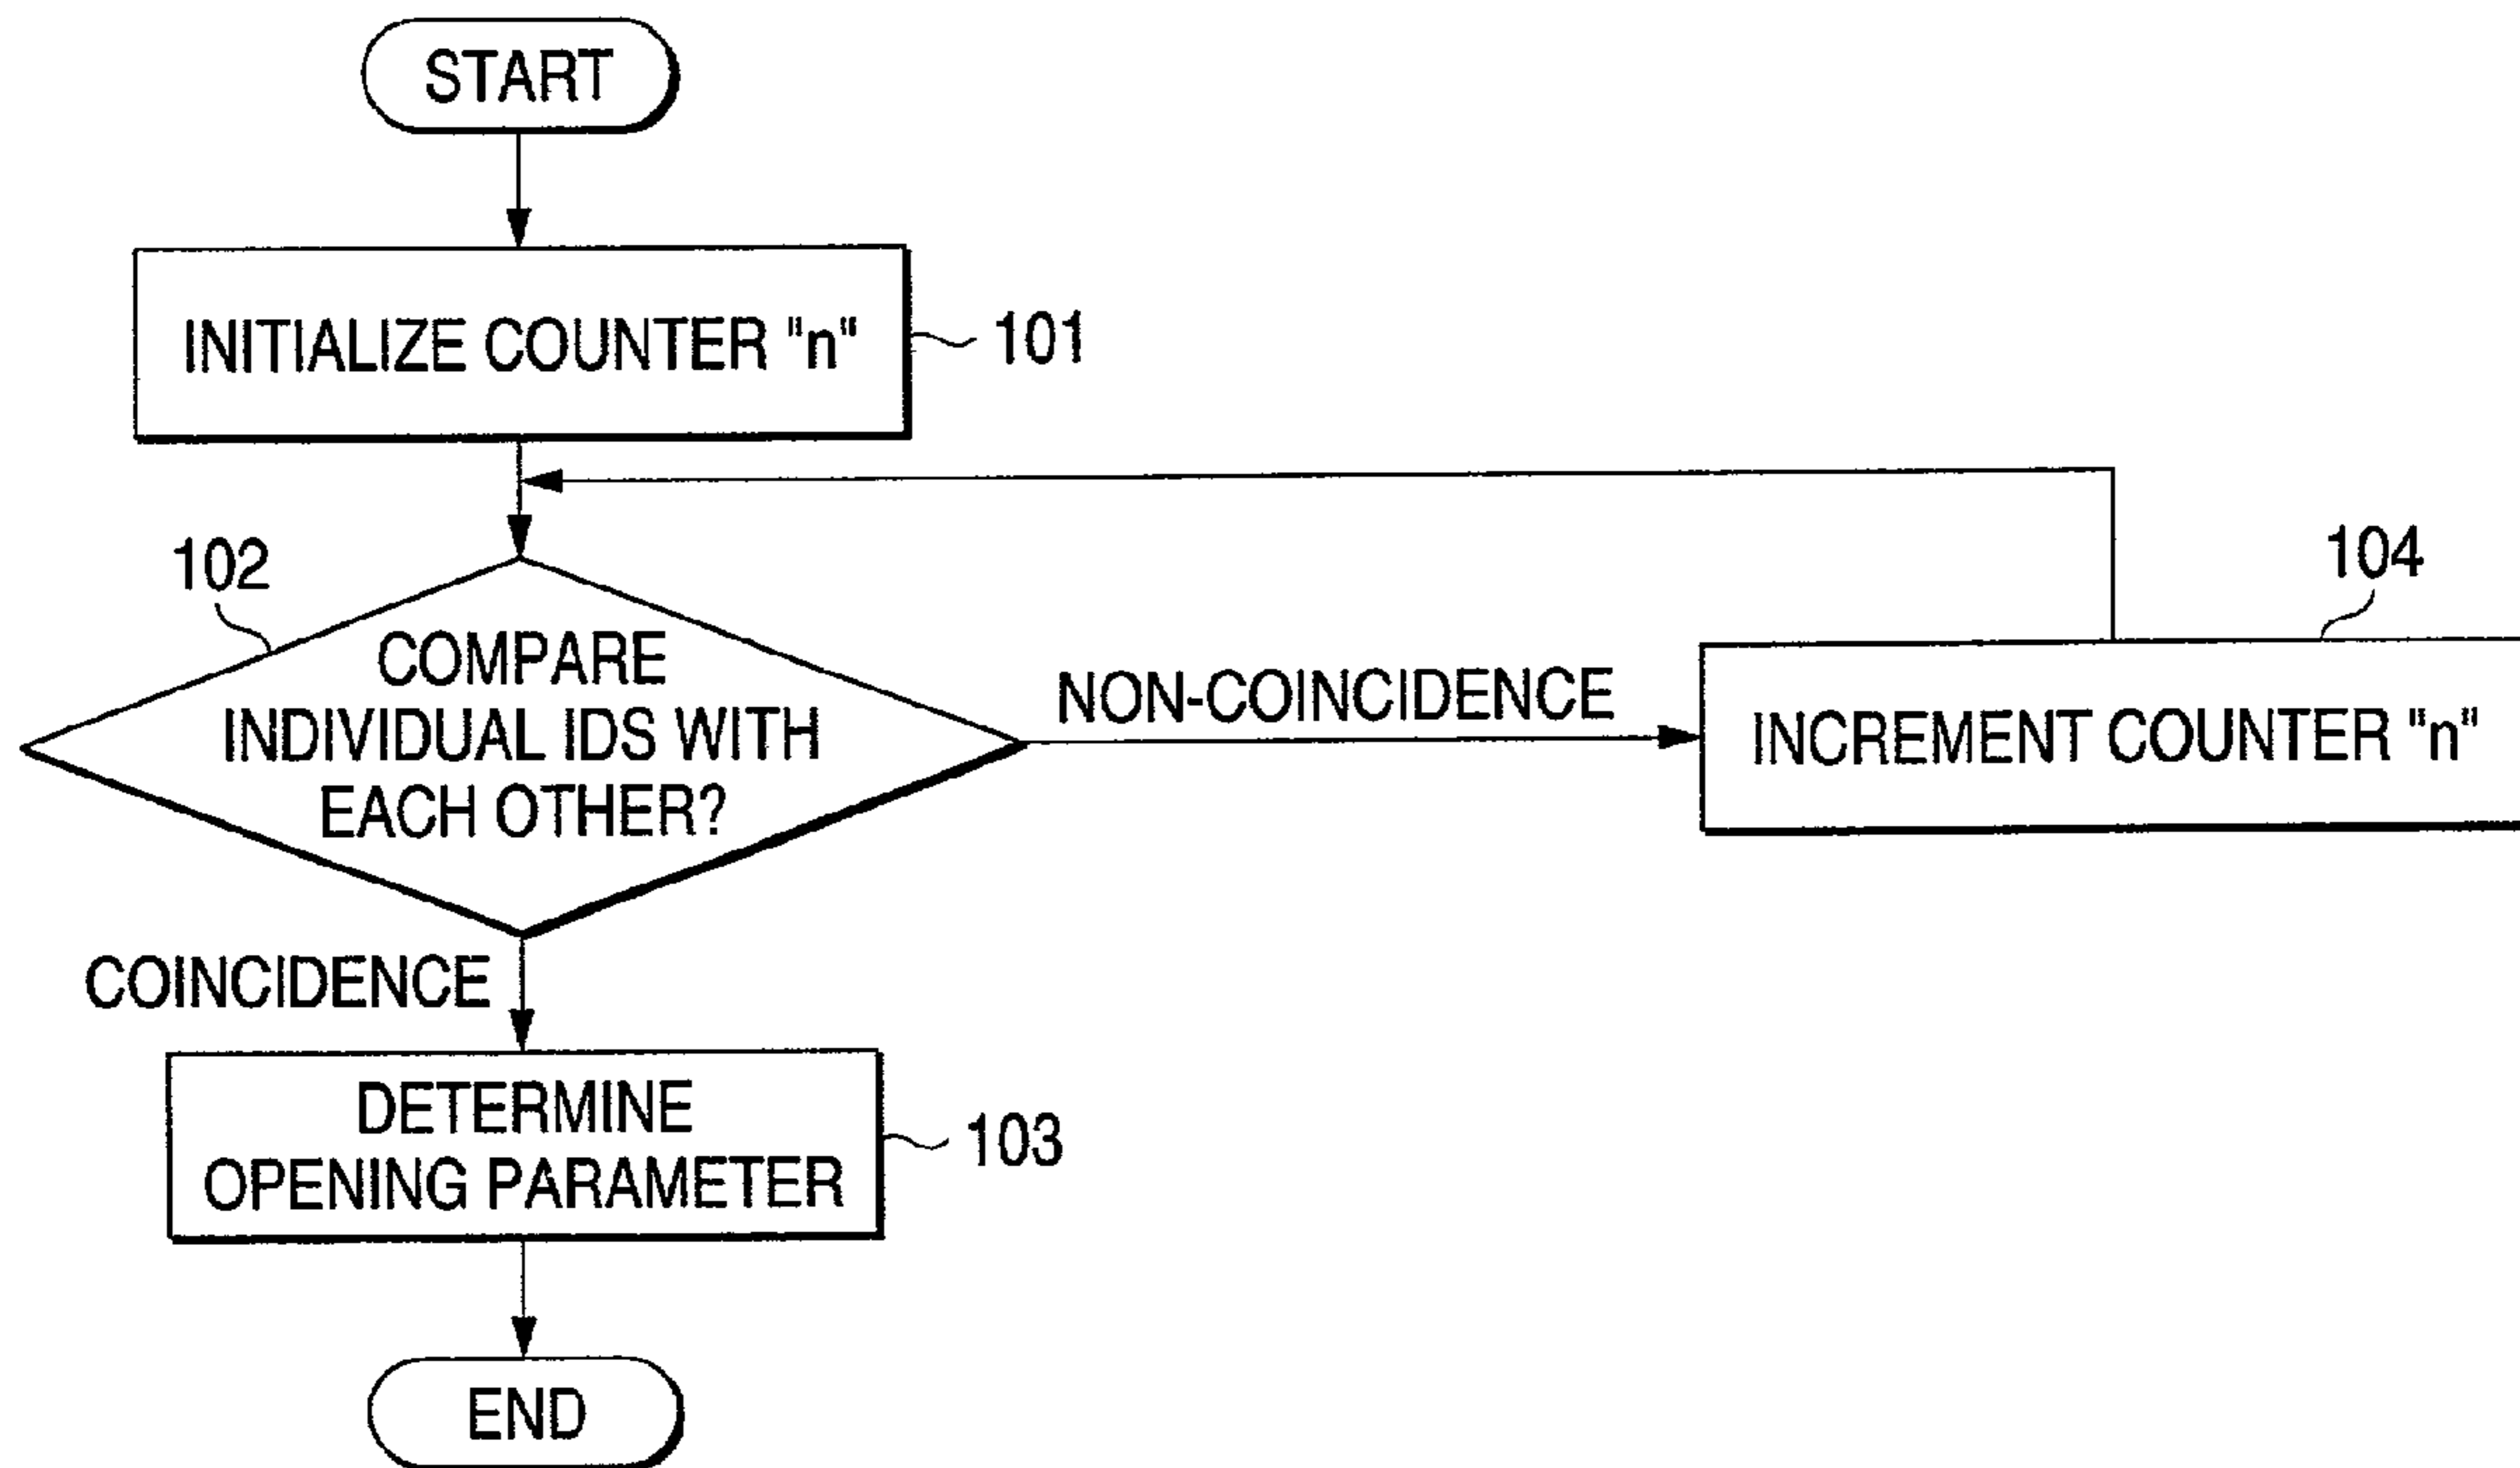 START
INITIALIZE COUNTER "n"
101
102
COMPARE
INDIVIDUAL IDS WITH
EACH OTHER?
NON-COINCIDENCE
104
INCREMENT COUNTER "n"
COINCIDENCE
DETERMINE
OPENING PARAMETER
103
END